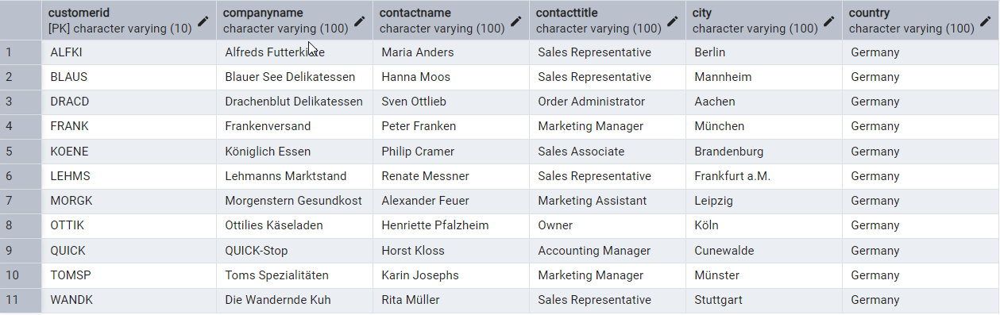 customerid companyname contactname contacttitle city country
[PK] character varying (10) character varying (100) character varying (100) character varying (100) character varying (100) character varying (100)
1 ALFKI Alfreds Futterkiste Maria Anders Sales Representative Berlin Germany
2 BLAUS Blauer See Delikatessen Hanna Moos Sales Representative Mannheim Germany
3 DRACD Drachenblut Delikatessen Sven Ottlieb Order Administrator Aachen Germany
4 FRANK Frankenversand Peter Franken Marketing Manager München Germany
5 KOENE Königlich Essen Philip Cramer Sales Associate Brandenburg Germany
6 LEHMS Lehmanns Marktstand Renate Messner Sales Representative Frankfurt a.M. Germany
7 MORGK Morgenstern Gesundkost Alexander Feuer Marketing Assistant Leipzig Germany
8 OTTIK Ottilies Käseladen Henriette Pfalzheim Owner Köln Germany
9 QUICK QUICK-Stop Horst Kloss Accounting Manager Cunewalde Germany
10 TOMSP Toms Spezialitäten Karin Josephs Marketing Manager Münster Germany
11 WANDK Die Wandernde Kuh Rita Müller Sales Representative Stuttgart Germany